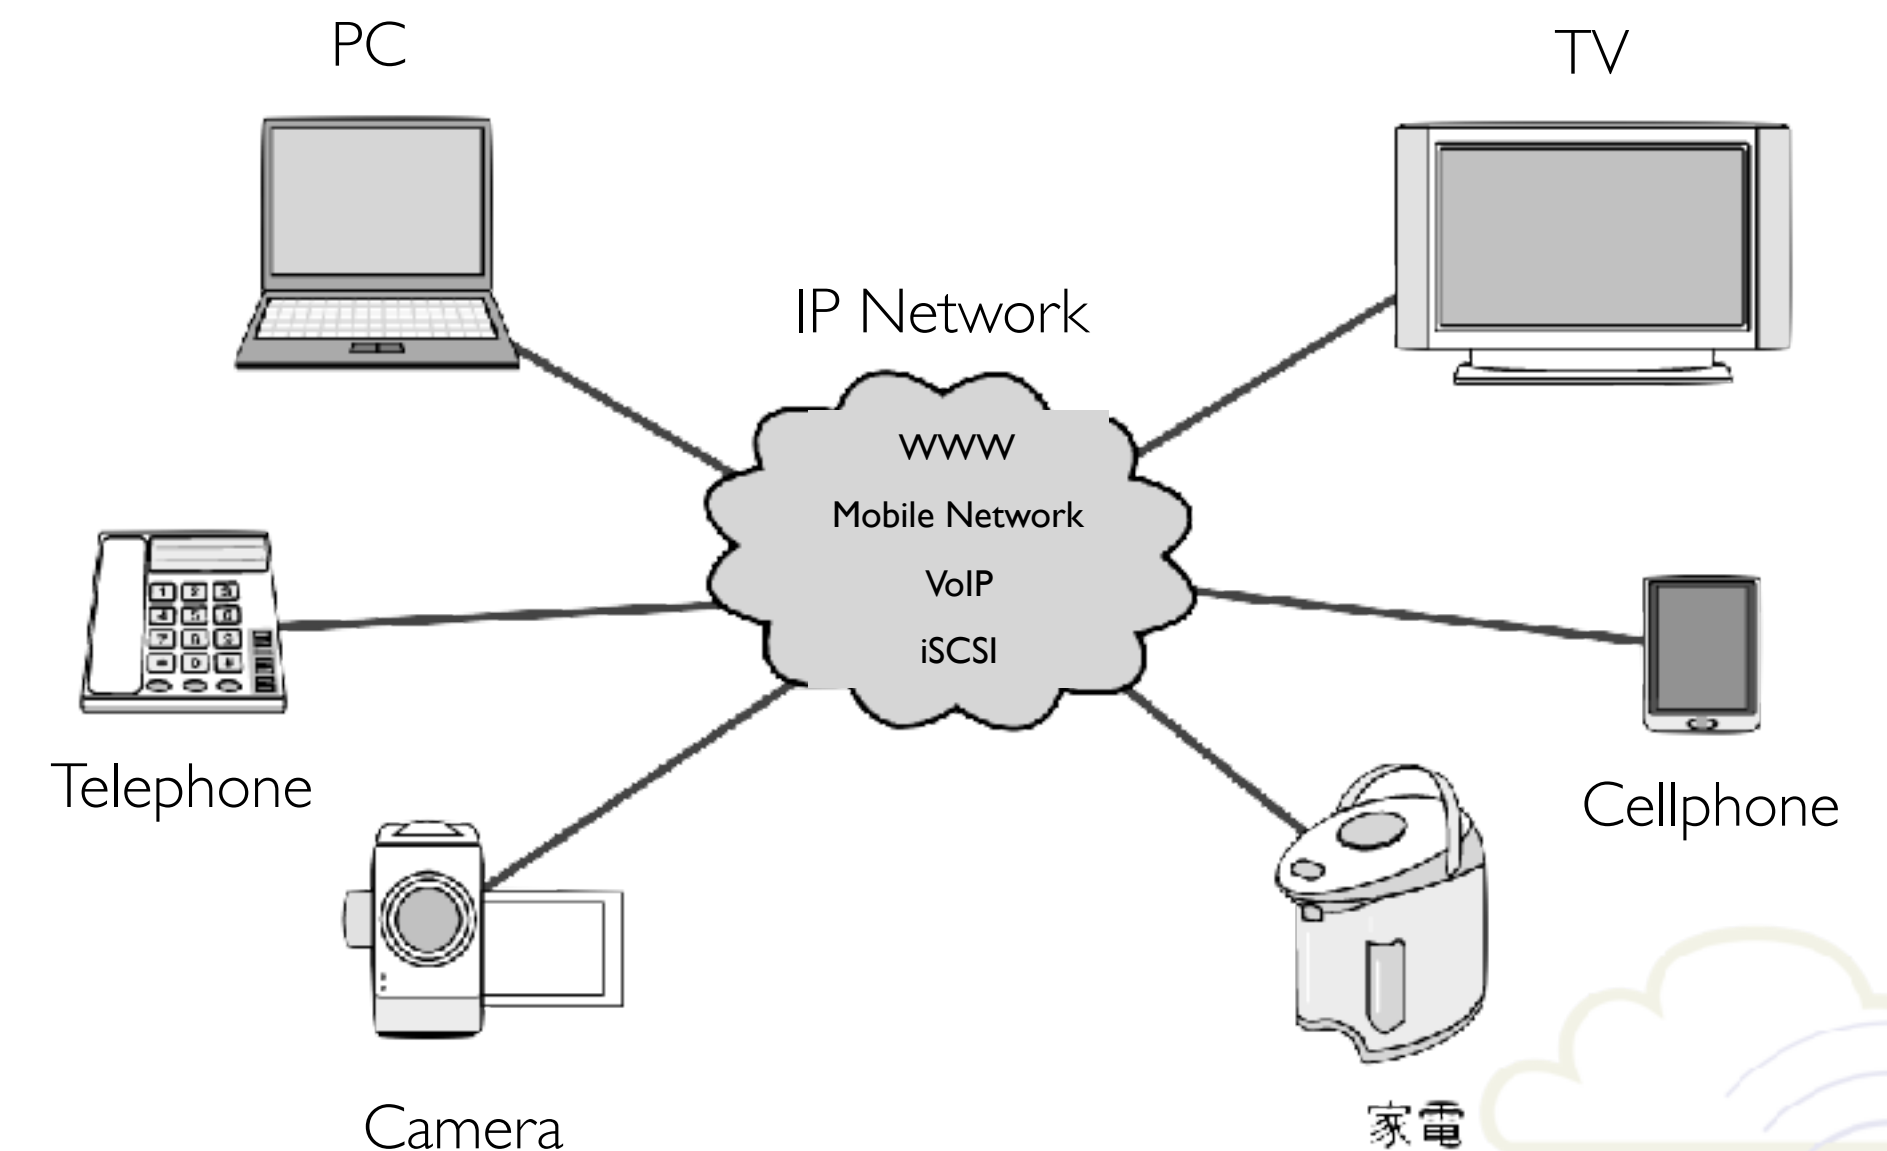 PC
TV
IP Network
WWW
Mobile Network
VoIP
iSCSI
Telephone
Cellphone
Camera
家電